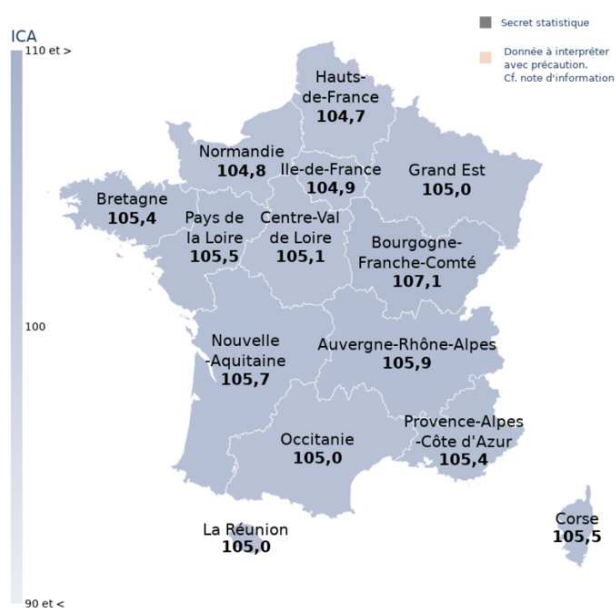 Secret statistique
Donnée à interpréter
avec précaution.
Cf. note d'information
ICA
110 et >
Hauts-
de-France
104,7
Normandie
104,8
Ile-de-France
104,9
Grand Est
105,0
Bretagne
105,4
Pays de
la Loire
105,5
Centre-Val
de Loire
105,1
Bourgogne-
Franche-Comté
107,1
100
Nouvelle
-Aquitaine
105,7
Auvergne-Rhône-Alpes
105,9
Occitanie
105,0
Provence-Alpes
-Côte d'Azur
105,4
La Réunion
105,0
Corse
105,5
90 et <